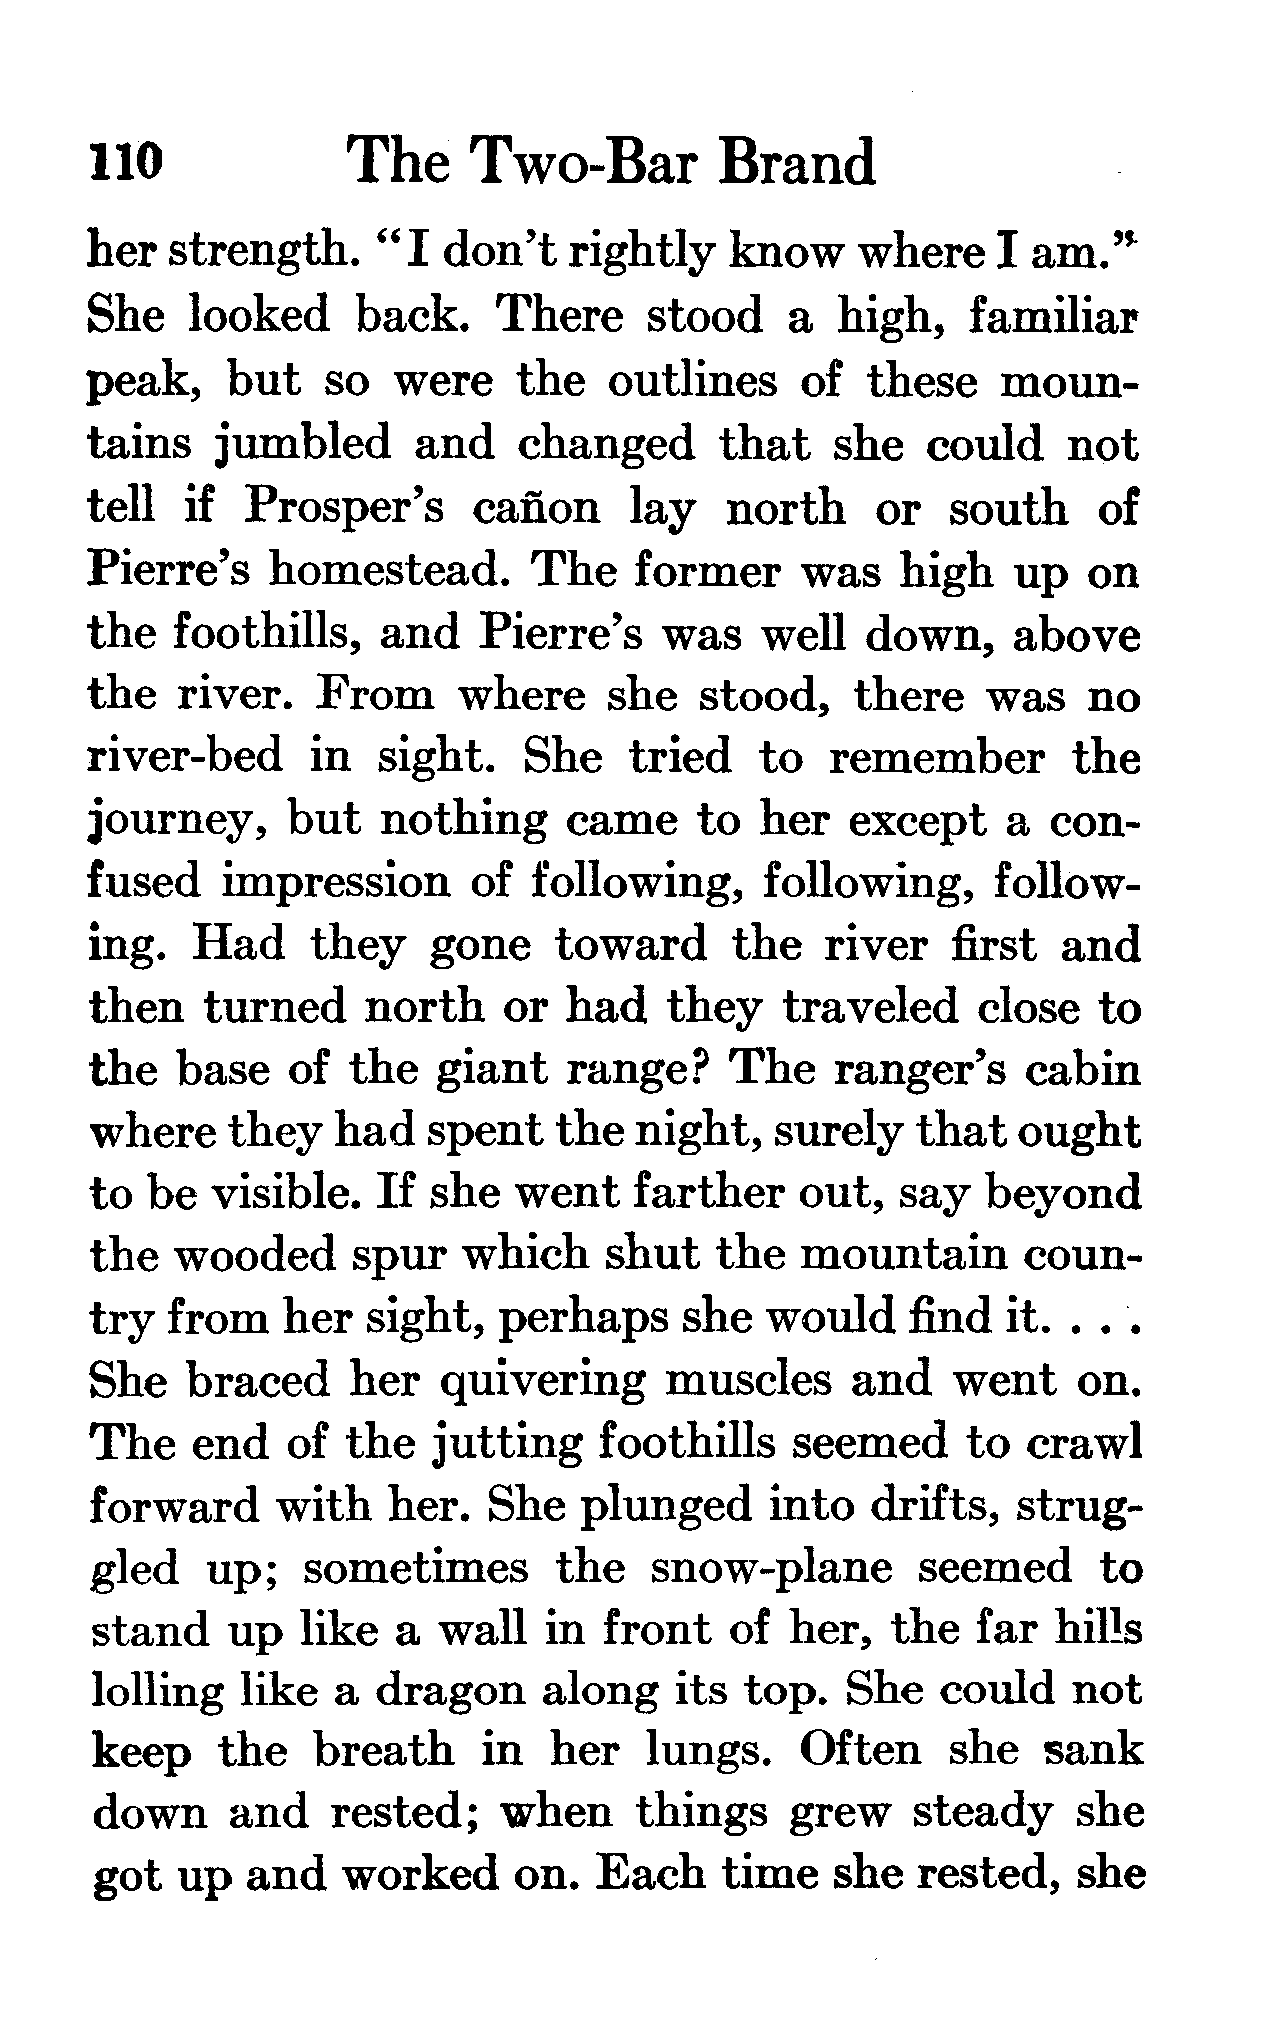 110 The Two-Bar Brand
her strength. “I don't rightly know where I am.”
She looked back. There stood a high, familiar
peak, but so were the outlines of these moun-
tains jumbled and changed that she could not
tell if Prosper's cañon lay north or south of
Pierre's homestead. The former was high up on
the foothills, and Pierre's was well down, above
the river. From where she stood, there was no
river-bed in sight. She tried to remember the
journey, but nothing came to her except a con-
fused impression of following, following, follow-
ing. Had they gone toward the river first and
then turned north or had they traveled close to
the base of the giant range? The ranger's cabin
where they had spent the night, surely that ought
to be visible. If she went farther out, say beyond
the wooded spur which shut the mountain coun-
try from her sight, perhaps she would find it. . . .
She braced her quivering muscles and went on.
The end of the jutting foothills seemed to crawl
forward with her. She plunged into drifts, strug-
gled up; sometimes the snow-plane seemed to
stand up like a wall in front of her, the far hills
lolling like a dragon along its top. She could not
keep the breath in her lungs. Often she sank
down and rested; when things grew steady she
got up and worked on. Each time she rested, she